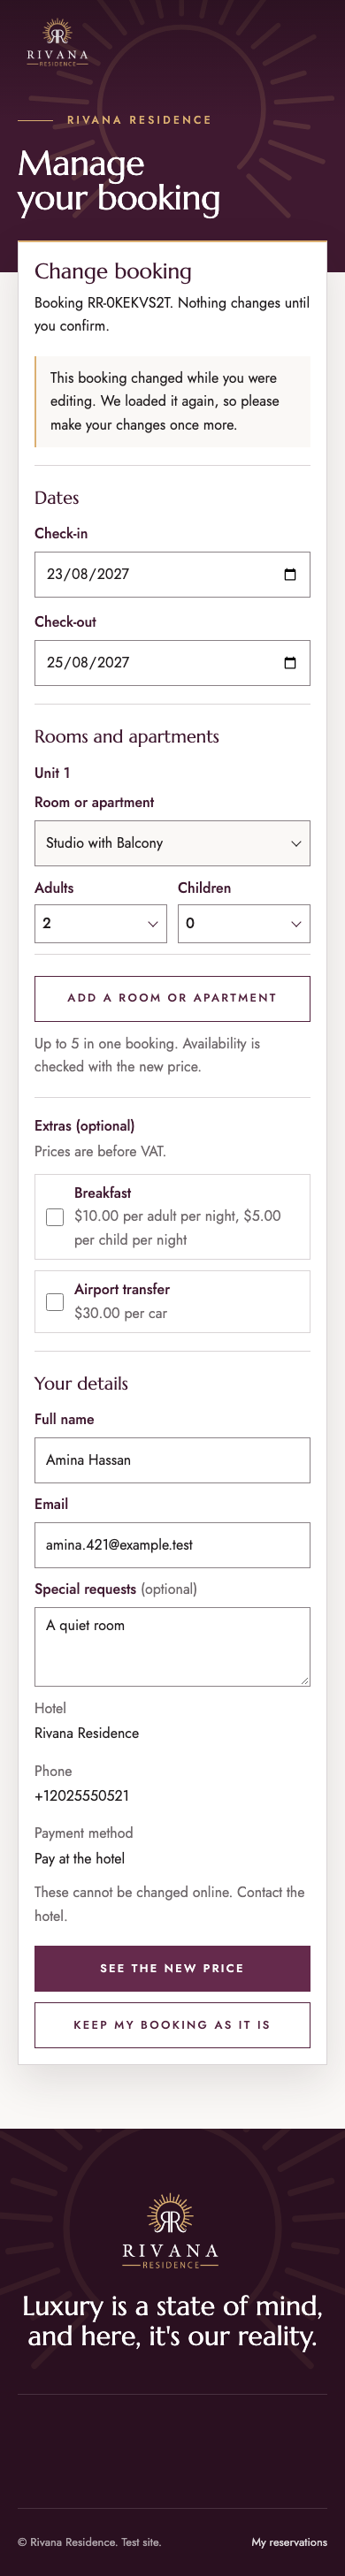 RIVANA
RESIDENCE
RIVANA RESIDENCE
Manage
your booking
Change booking
Booking RR-0KEKVS2T. Nothing changes until
you confirm.
This booking changed while you were
editing. We loaded it again, so please
make your changes once more.
Dates
Check-in
23/08/2027
Check-out
25/08/2027
Rooms and apartments
Unit 1
Room or apartment
Studio with Balcony
Adults Children
2 0
ADD A ROOM OR APARTMENT
Up to 5 in one booking. Availability is
checked with the new price.
Extras (optional)
Prices are before VAT.
Breakfast
$10.00 per adult per night, $5.00
per child per night
Airport transfer
$30.00 per car
Your details
Full name
Amina Hassan
Email
amina.421@example.test
Special requests (optional)
A quiet room
Hotel
Rivana Residence
Phone
+12025550521
Payment method
Pay at the hotel
These cannot be changed online. Contact the
hotel.
SEE THE NEW PRICE
KEEP MY BOOKING AS IT IS
RIVANA
RESIDENCE
Luxury is a state of mind,
and here, it's our reality.
© Rivana Residence. Test site. My reservations